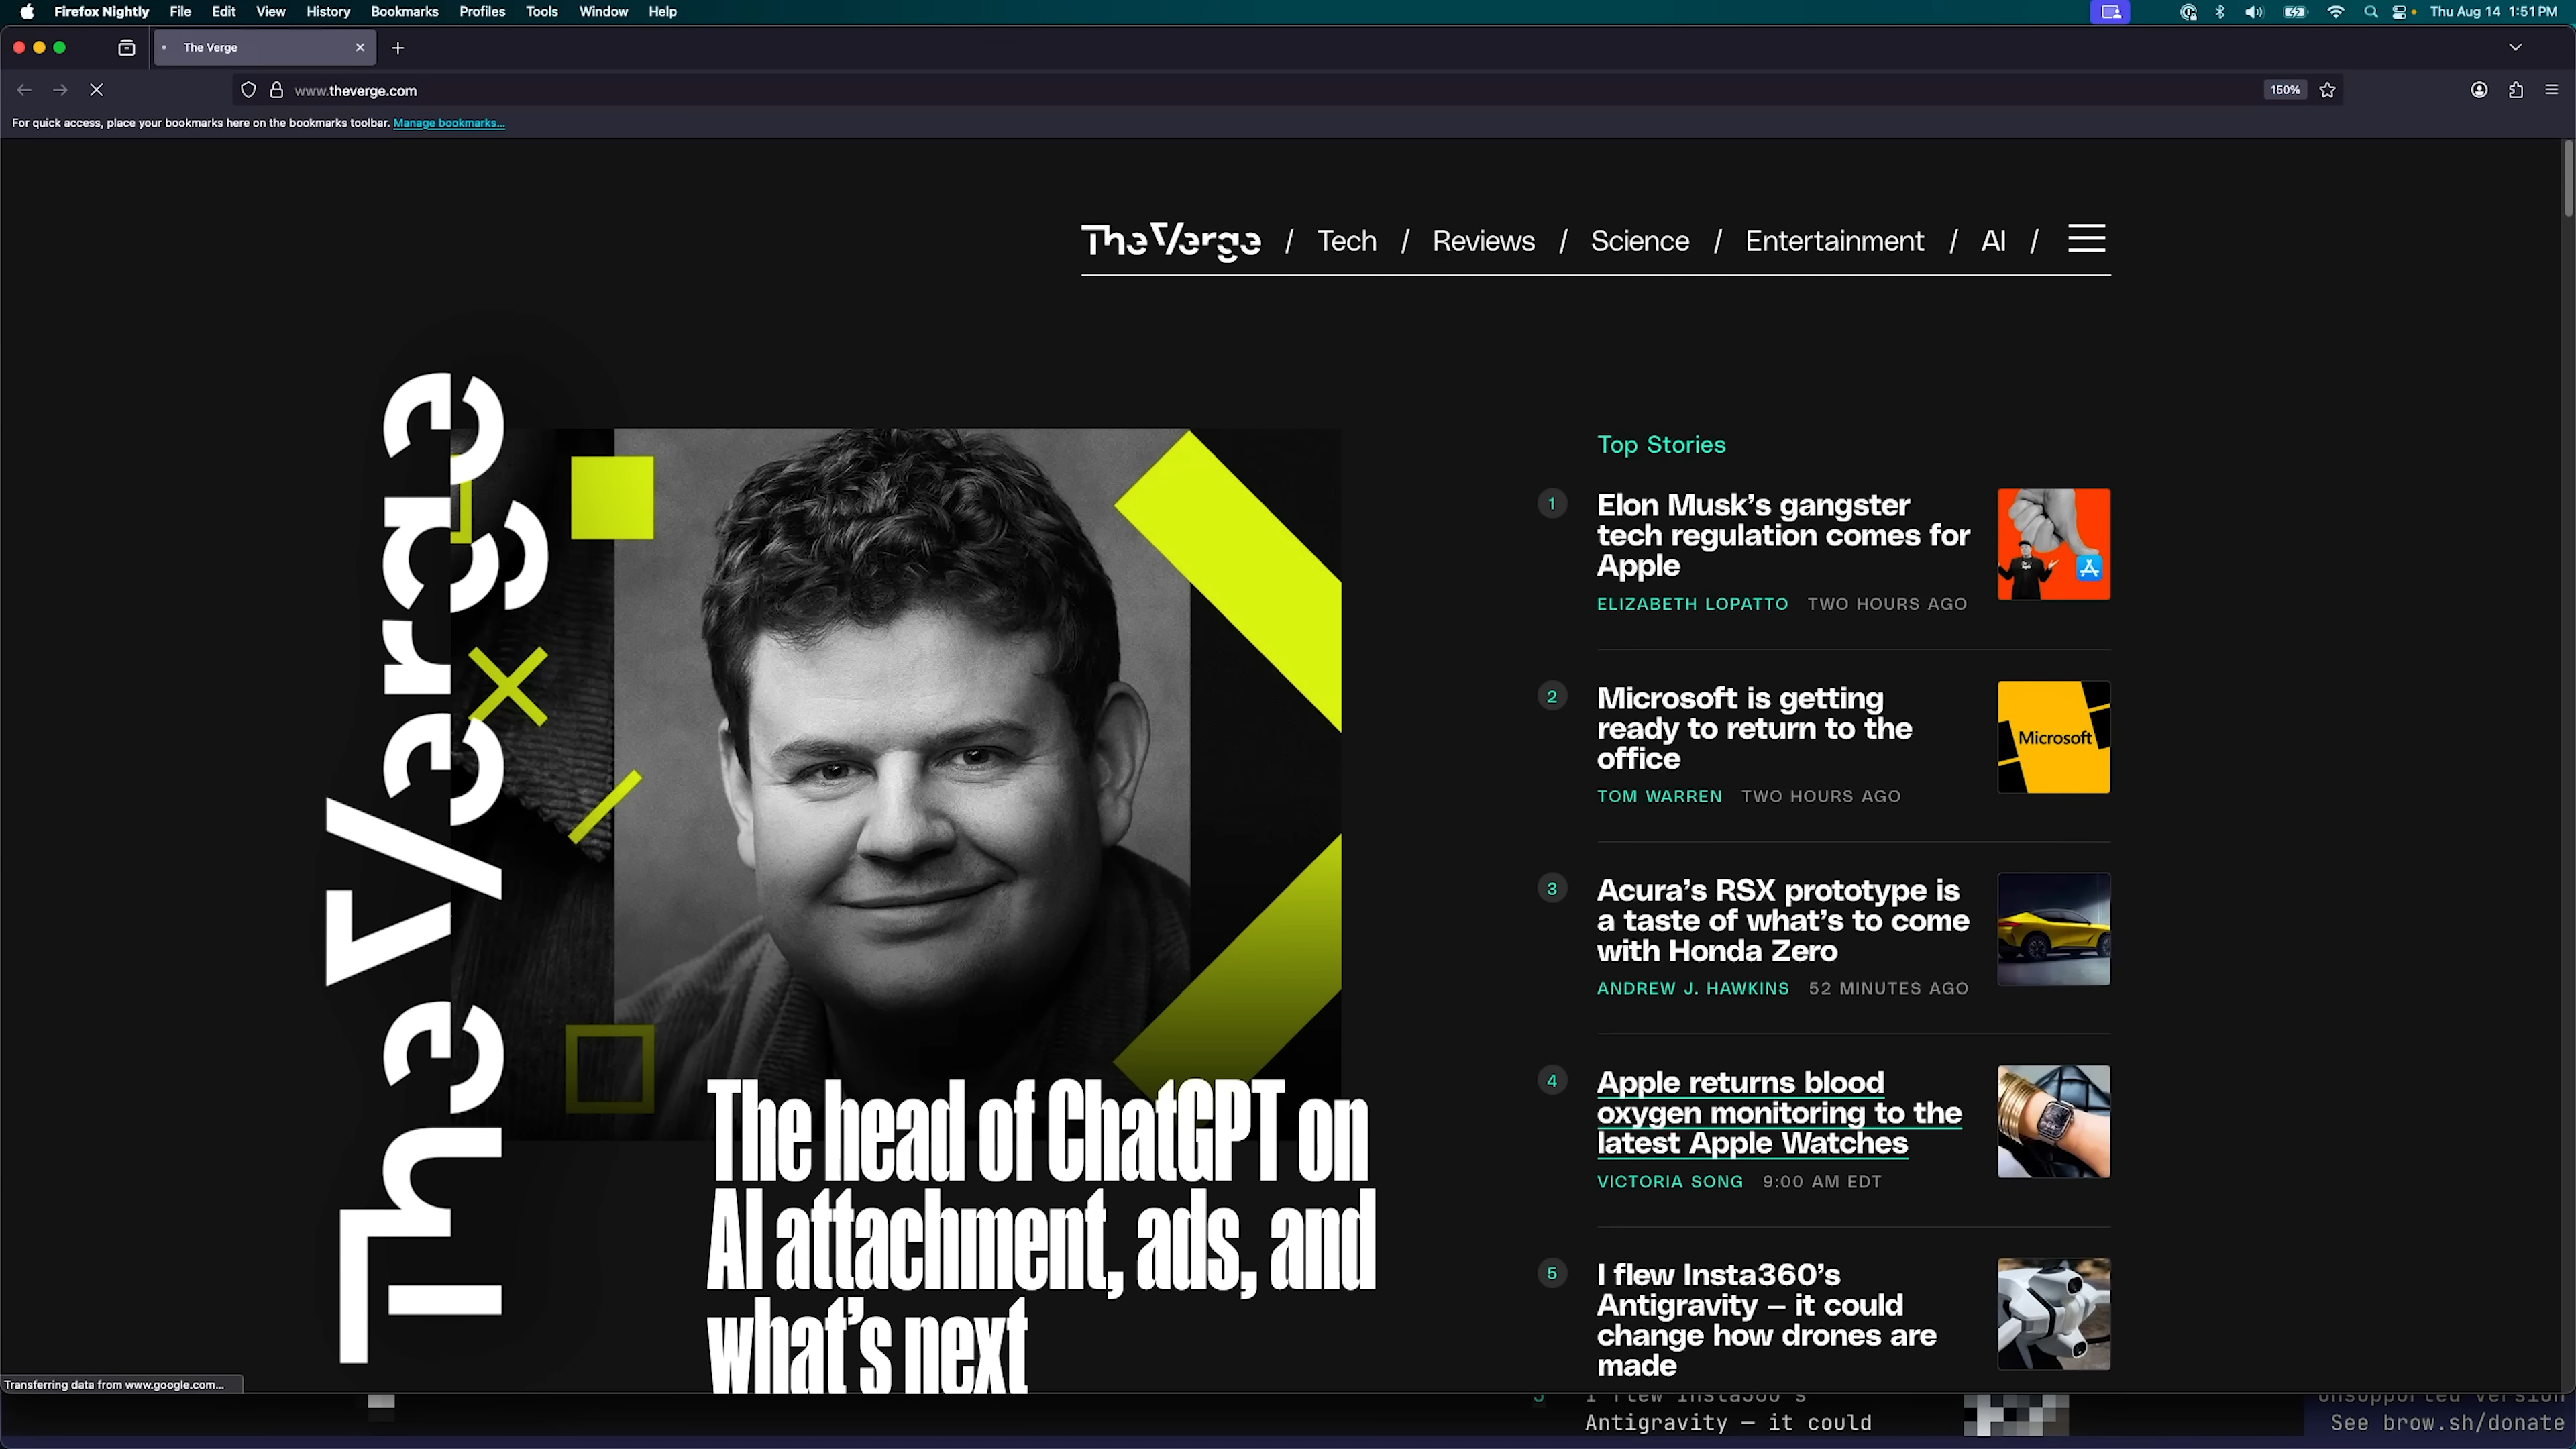 Firefox Nightly File Edit View History Bookmarks Profiles Tools Window Help
Thu Aug 14 1:51 PM
The Verge
www.theverge.com
150%
For quick access, place your bookmarks here on the bookmarks toolbar. Manage bookmarks...
The Verge / Tech / Reviews / Science / Entertainment / AI /
The Verge
The head of ChatGPT on
AI attachment, ads, and
what's next
Top Stories
1
Elon Musk's gangster
tech regulation comes for
Apple
ELIZABETH LOPATTO TWO HOURS AGO
2
Microsoft is getting
ready to return to the
office
Microsoft
TOM WARREN TWO HOURS AGO
3
Acura's RSX prototype is
a taste of what's to come
with Honda Zero
ANDREW J. HAWKINS 52 MINUTES AGO
4
Apple returns blood
oxygen monitoring to the
latest Apple Watches
VICTORIA SONG 9:00 AM EDT
5
I flew Insta360's
Antigravity – it could
change how drones are
made
Transferring data from www.google.com...
5 I flew Insta360's
Antigravity – it could
Unsupported version
See brow.sh/donate